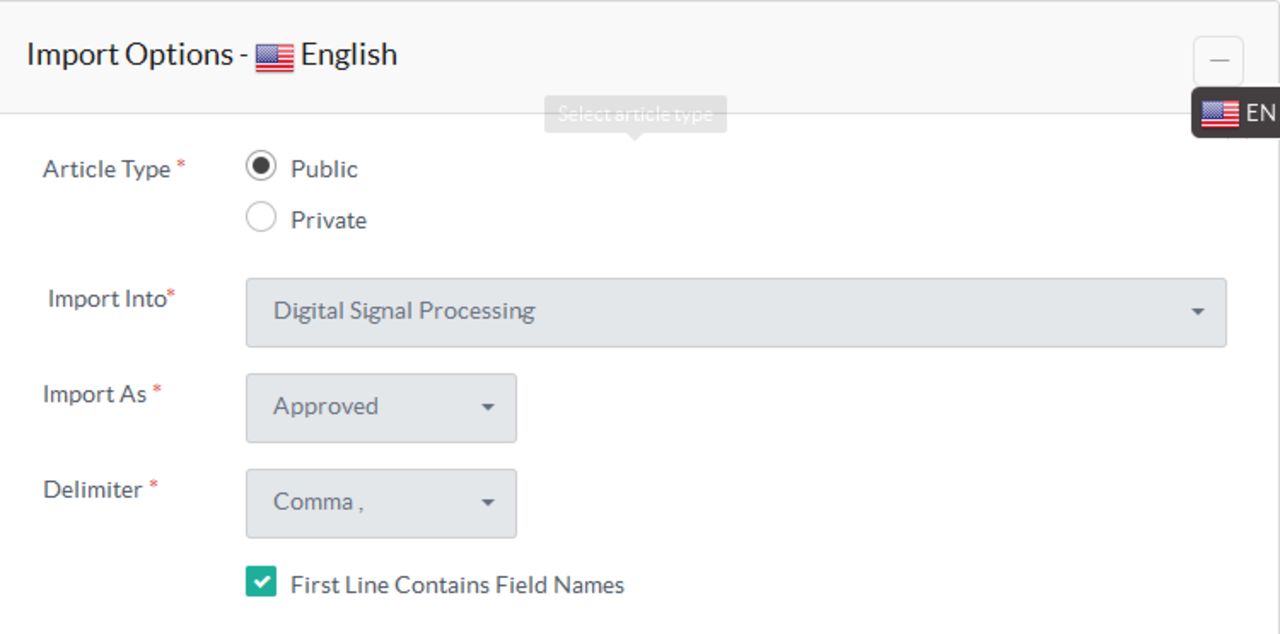 Import Options - English
EN
Select article type
Article Type *
Public
Private
Import Into*
Digital Signal Processing
Import As *
Approved
Delimiter *
Comma ,
First Line Contains Field Names